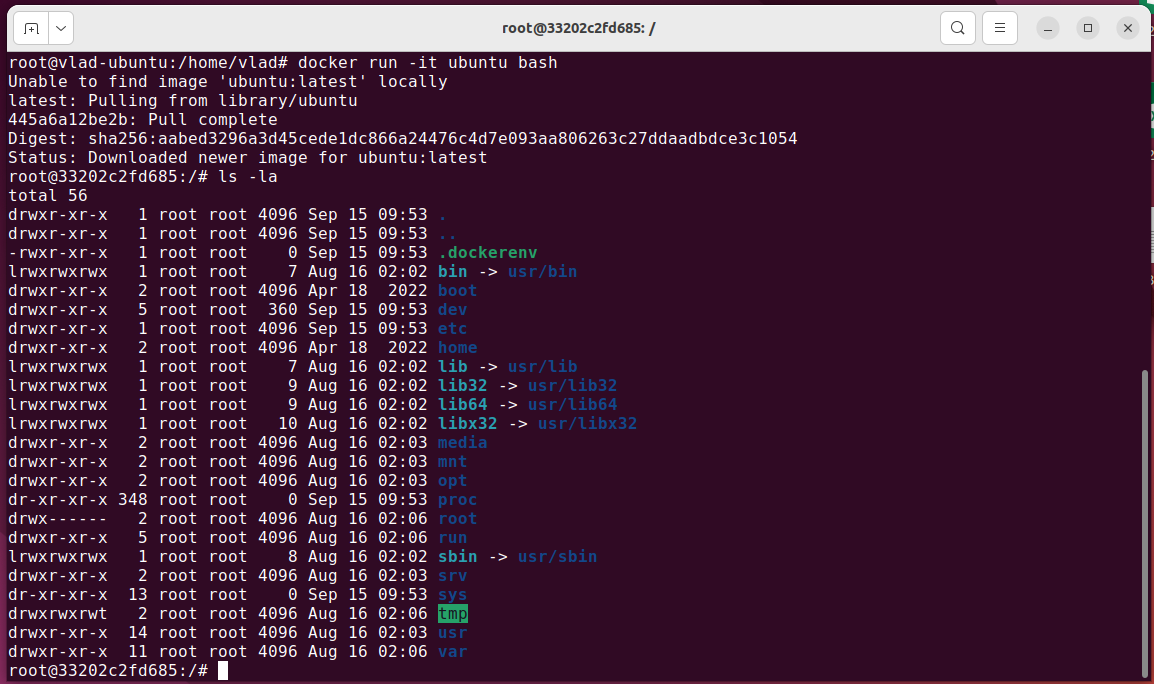 root@33202c2fd685: /
root@vlad-ubuntu:/home/vlad# docker run -it ubuntu bash
Unable to find image 'ubuntu:latest' locally
latest: Pulling from library/ubuntu
445a6a12be2b: Pull complete
Digest: sha256:aabed3296a3d45cede1dc866a24476c4d7e093aa806263c27ddaadbdce3c1054
Status: Downloaded newer image for ubuntu:latest
root@33202c2fd685:/# ls -la
total 56
drwxr-xr-x   1 root root 4096 Sep 15 09:53 .
drwxr-xr-x   1 root root 4096 Sep 15 09:53 ..
-rwxr-xr-x   1 root root    0 Sep 15 09:53 .dockerenv
lrwxrwxrwx   1 root root    7 Aug 16 02:02 bin -> usr/bin
drwxr-xr-x   2 root root 4096 Apr 18  2022 boot
drwxr-xr-x   5 root root  360 Sep 15 09:53 dev
drwxr-xr-x   1 root root 4096 Sep 15 09:53 etc
drwxr-xr-x   2 root root 4096 Apr 18  2022 home
lrwxrwxrwx   1 root root    7 Aug 16 02:02 lib -> usr/lib
lrwxrwxrwx   1 root root    9 Aug 16 02:02 lib32 -> usr/lib32
lrwxrwxrwx   1 root root    9 Aug 16 02:02 lib64 -> usr/lib64
lrwxrwxrwx   1 root root   10 Aug 16 02:02 libx32 -> usr/libx32
drwxr-xr-x   2 root root 4096 Aug 16 02:03 media
drwxr-xr-x   2 root root 4096 Aug 16 02:03 mnt
drwxr-xr-x   2 root root 4096 Aug 16 02:03 opt
dr-xr-xr-x 348 root root    0 Sep 15 09:53 proc
drwx------   2 root root 4096 Aug 16 02:06 root
drwxr-xr-x   5 root root 4096 Aug 16 02:06 run
lrwxrwxrwx   1 root root    8 Aug 16 02:02 sbin -> usr/sbin
drwxr-xr-x   2 root root 4096 Aug 16 02:03 srv
dr-xr-xr-x  13 root root    0 Sep 15 09:53 sys
drwxrwxrwt   2 root root 4096 Aug 16 02:06 tmp
drwxr-xr-x  14 root root 4096 Aug 16 02:03 usr
drwxr-xr-x  11 root root 4096 Aug 16 02:06 var
root@33202c2fd685:/#